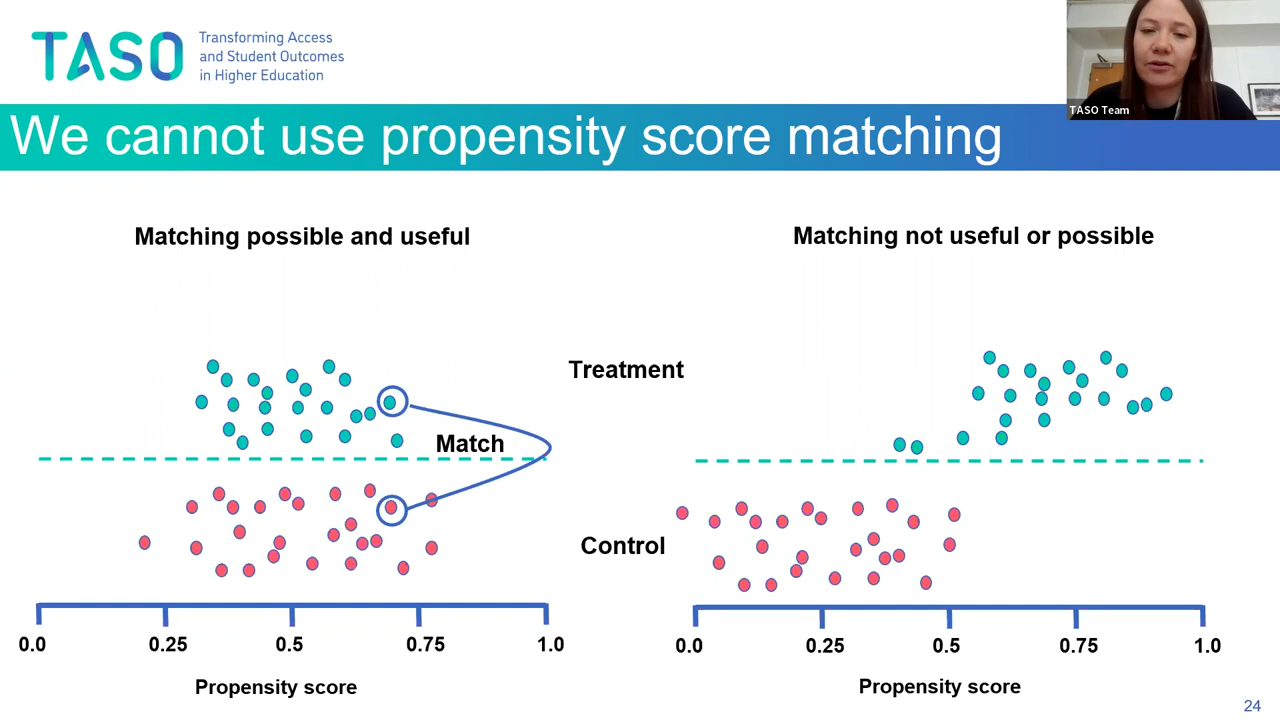 TASO
Transforming Access
and Student Outcomes
in Higher Education
TASO Team
We cannot use propensity score matching
Matching possible and useful
Matching not useful or possible
Treatment
Match
Control
0.0 0.25 0.5 0.75 1.0
0.0 0.25 0.5 0.75 1.0
Propensity score
Propensity score
24